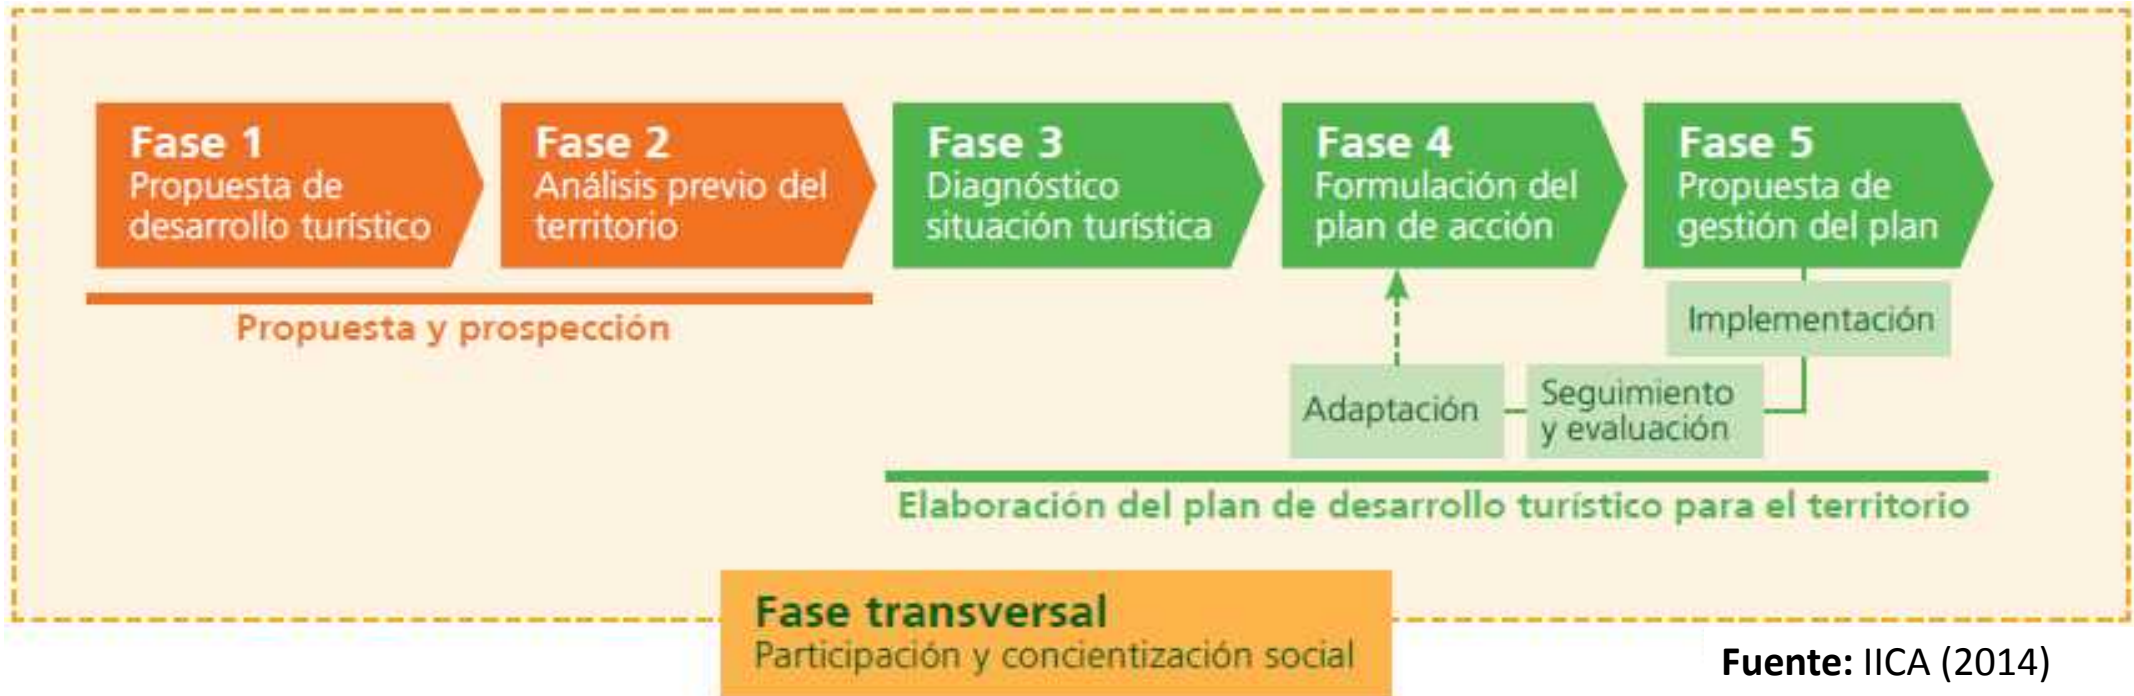 Fase 1
Propuesta de
desarrollo turístico
Fase 2
Análisis previo del
territorio
Fase 3
Diagnóstico
situación turística
Fase 4
Formulación del
plan de acción
Fase 5
Propuesta de
gestión del plan
Propuesta y prospección
Implementación
Adaptación
Seguimiento
y evaluación
Elaboración del plan de desarrollo turístico para el territorio
Fase transversal
Participación y concientización social
Fuente: IICA (2014)